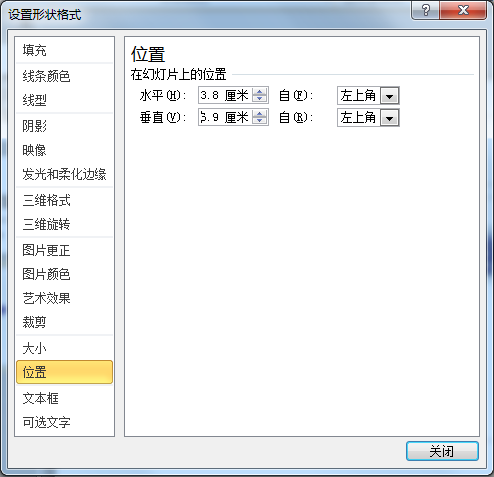 设置形状格式
填充
线条颜色
线型
阴影
映像
发光和柔化边缘
三维格式
三维旋转
图片更正
图片颜色
艺术效果
裁剪
大小
位置
文本框
可选文字
位置
在幻灯片上的位置
水平(H): 3.8 厘米 自(F): 左上角
垂直(V): 5.9 厘米 自(R): 左上角
关闭